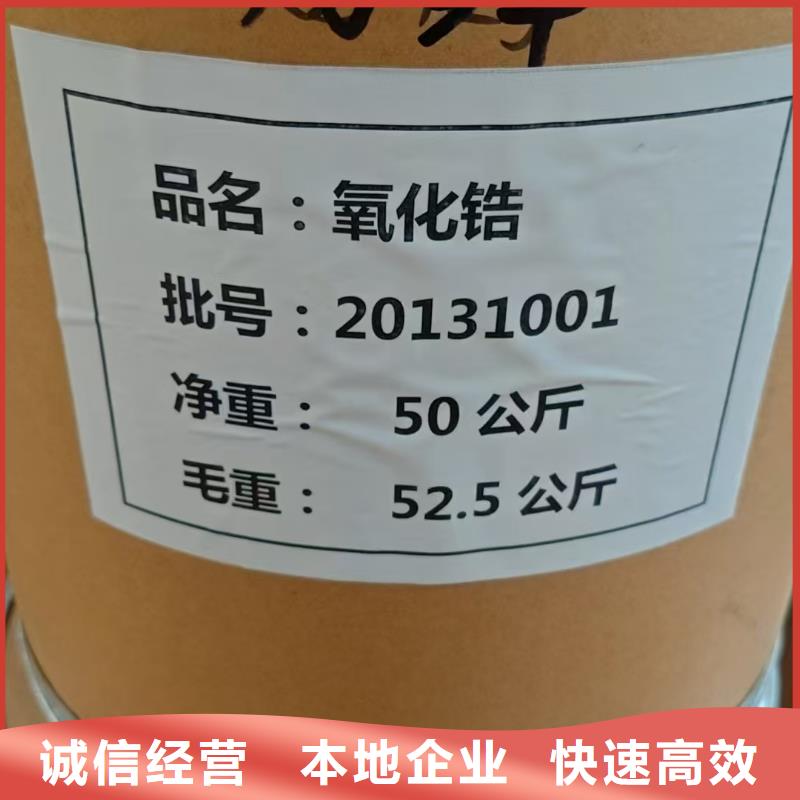 品名：氧化锆
批号：20131001
净重： 50 公斤
毛重： 52.5 公斤
诚信经营 本地企业 快速高效